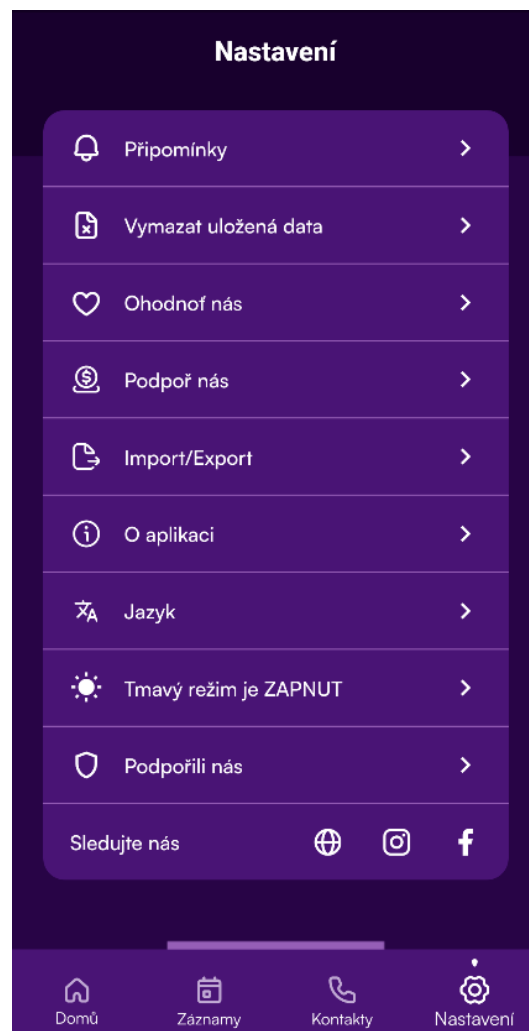 Nastavení
Připomínky
Vymazat uložená data
Ohodnoť nás
Podpoř nás
Import/Export
O aplikaci
Jazyk
Tmavý režim je ZAPNUT
Podpořili nás
Sledujte nás
Domů Záznamy Kontakty Nastavení